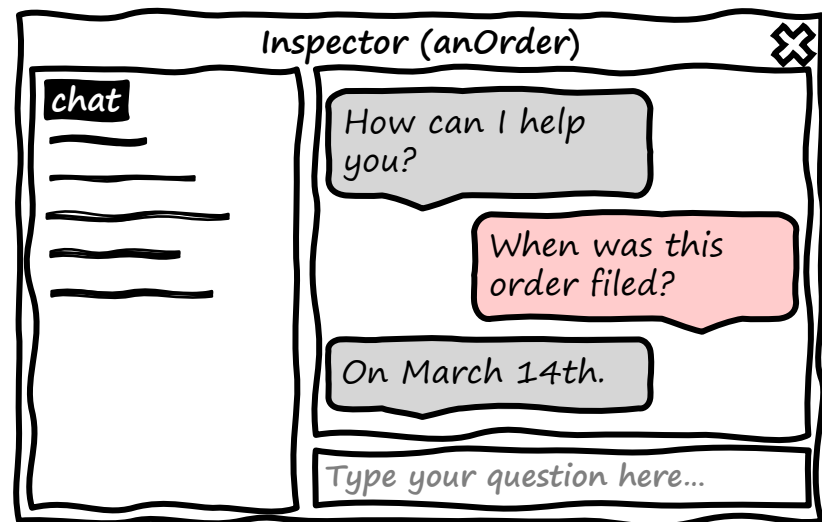 Inspector (anOrder)
chat
How can I help
you?
When was this
order filed?
On March 14th.
Type your question here...